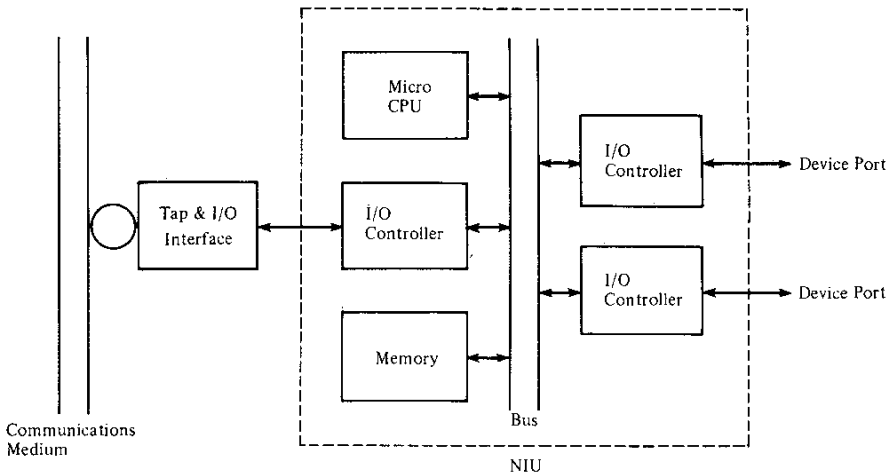 Micro
CPU
I/O
Controller
Device Port
Tap & I/O
Interface
I/O
Controller
I/O
Controller
Device Port
Memory
Bus
Communications
Medium
NIU